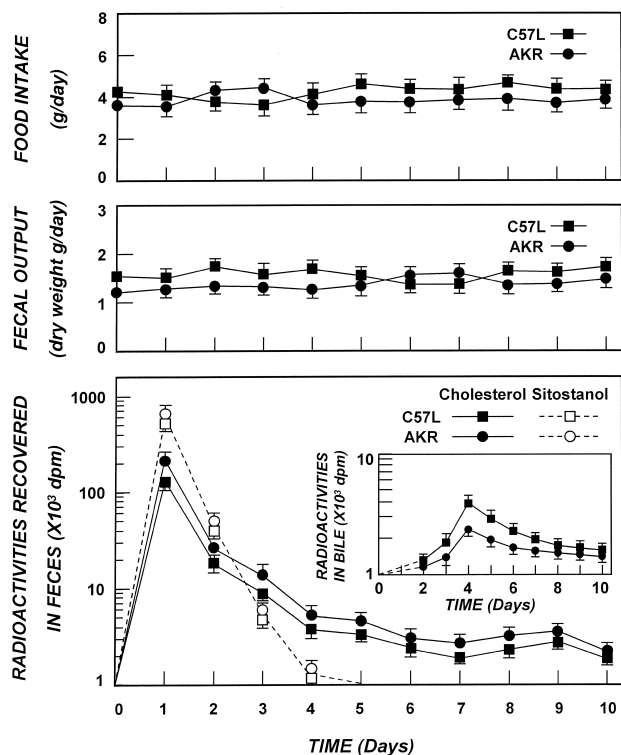 FOOD INTAKE
(g/day)
8
6
4
2
0
C57L
AKR
FECAL OUTPUT
(dry weight g/day)
3
2
1
0
C57L
AKR
RADIOACTIVITIES RECOVERED
IN FECES (X10³ dpm)
1000
100
10
1
Cholesterol Sitostanol
C57L
AKR
RADIOACTIVITIES
IN BILE (X10³ dpm)
10
1
0 2 4 6 8 10
TIME (Days)
0 1 2 3 4 5 6 7 8 9 10
TIME (Days)